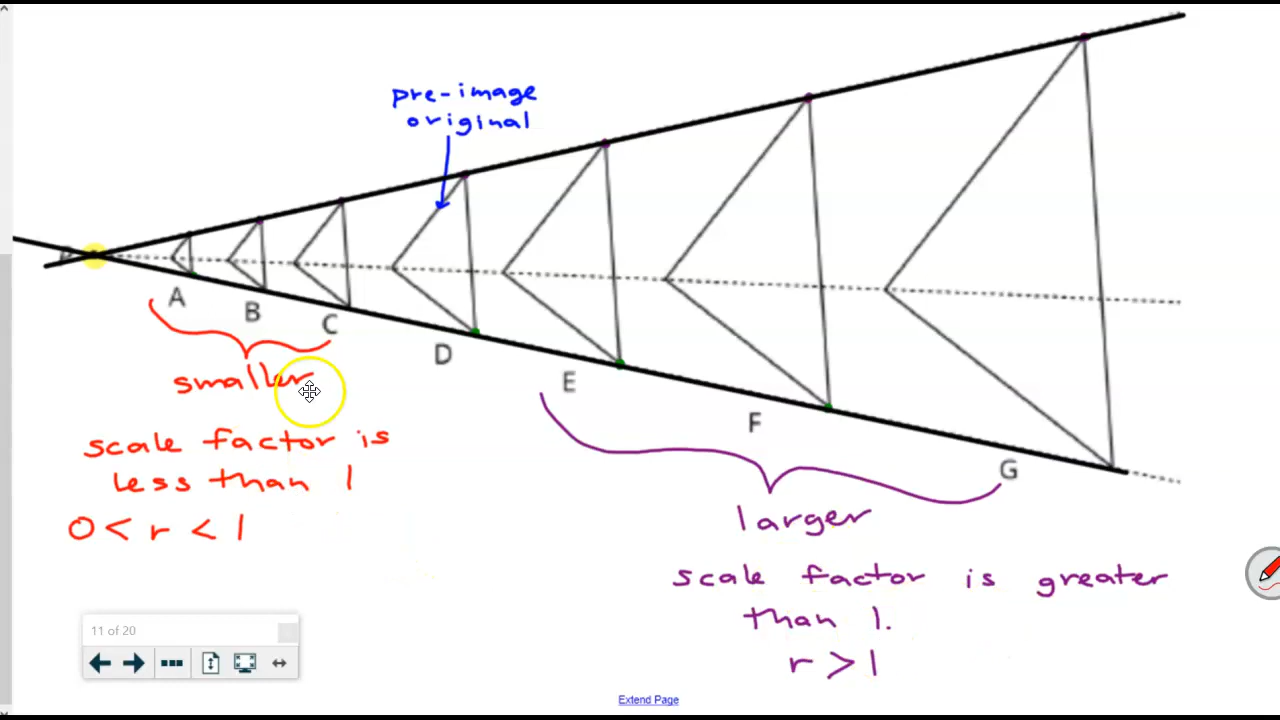 pre-image
original
P
A
B
C
D
E
F
G
smaller
scale factor is
less than 1
0 < r < 1
larger
scale factor is greater
than 1.
r > 1
11 of 20
Extend Page